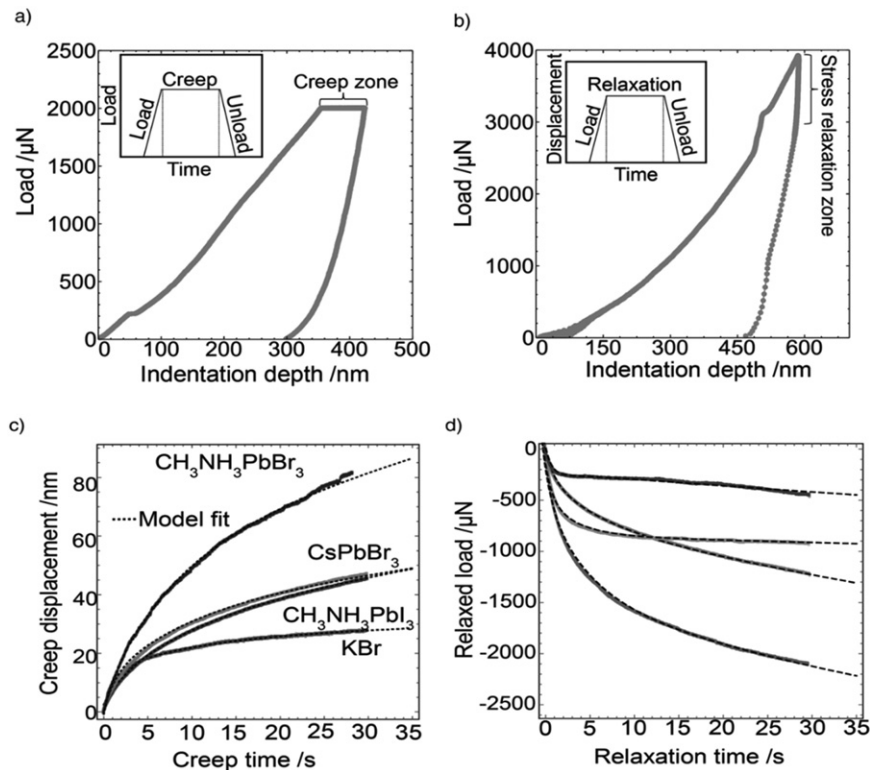 a)
Load /µN
2500
2000
1500
1000
500
0
0 100 200 300 400 500
Indentation depth /nm
Load
Load
Creep
Unload
Time
Creep zone
b)
Load /µN
4000
3000
2000
1000
0
0 150 300 450 600
Indentation depth /nm
Displacement
Load
Relaxation
Unload
Time
Stress relaxation zone
c)
Creep displacement /nm
80
60
40
20
0
0 5 10 15 20 25 30 35
Creep time /s
CH₃NH₃PbBr₃
Model fit
CsPbBr₃
CH₃NH₃PbI₃
KBr
d)
Relaxed load /µN
0
-500
-1000
-1500
-2000
-2500
0 5 10 15 20 25 30 35
Relaxation time /s